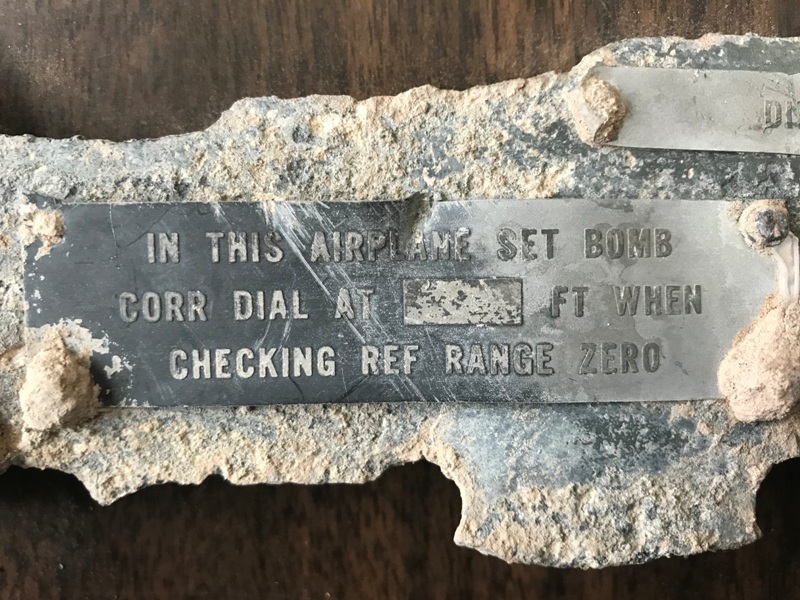 IN THIS AIRPLANE SET BOMB
CORR DIAL AT FT WHEN
CHECKING REF RANGE ZERO